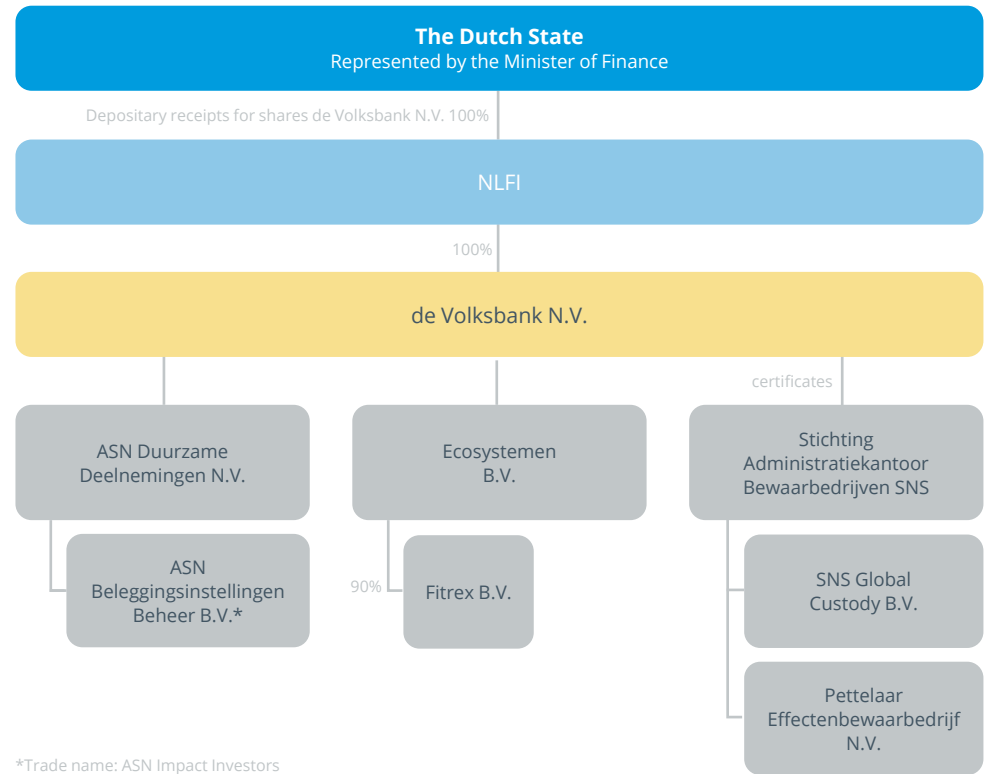 The Dutch State
Represented by the Minister of Finance
Depositary receipts for shares de Volksbank N.V. 100%
NLFI
100%
de Volksbank N.V.
certificates
ASN Duurzame
Deelnemingen N.V.
Ecosystemen
B.V.
Stichting
Administratiekantoor
Bewaarbedrijven SNS
ASN
Beleggingsinstellingen
Beheer B.V.*
90%
Fitrex B.V.
SNS Global
Custody B.V.
Pettelaar
Effectenbewaarbedrijf
N.V.
*Trade name: ASN Impact Investors